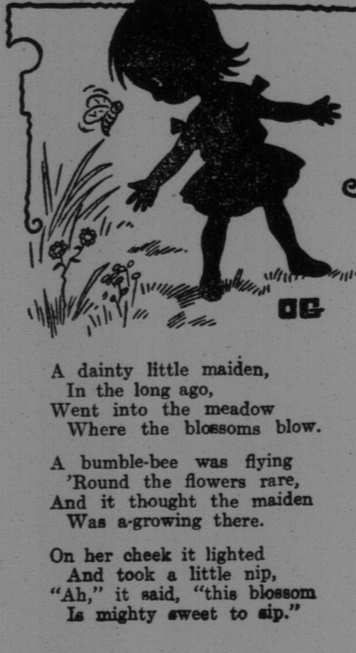 OG
A dainty little maiden,
In the long ago,
Went into the meadow
Where the blossoms blow.
A bumble-bee was flying
'Round the flowers rare,
And it thought the maiden
Was a-growing there.
On her cheek it lighted
And took a little nip,
"Ah," it said, "this blossom
Is mighty sweet to sip."